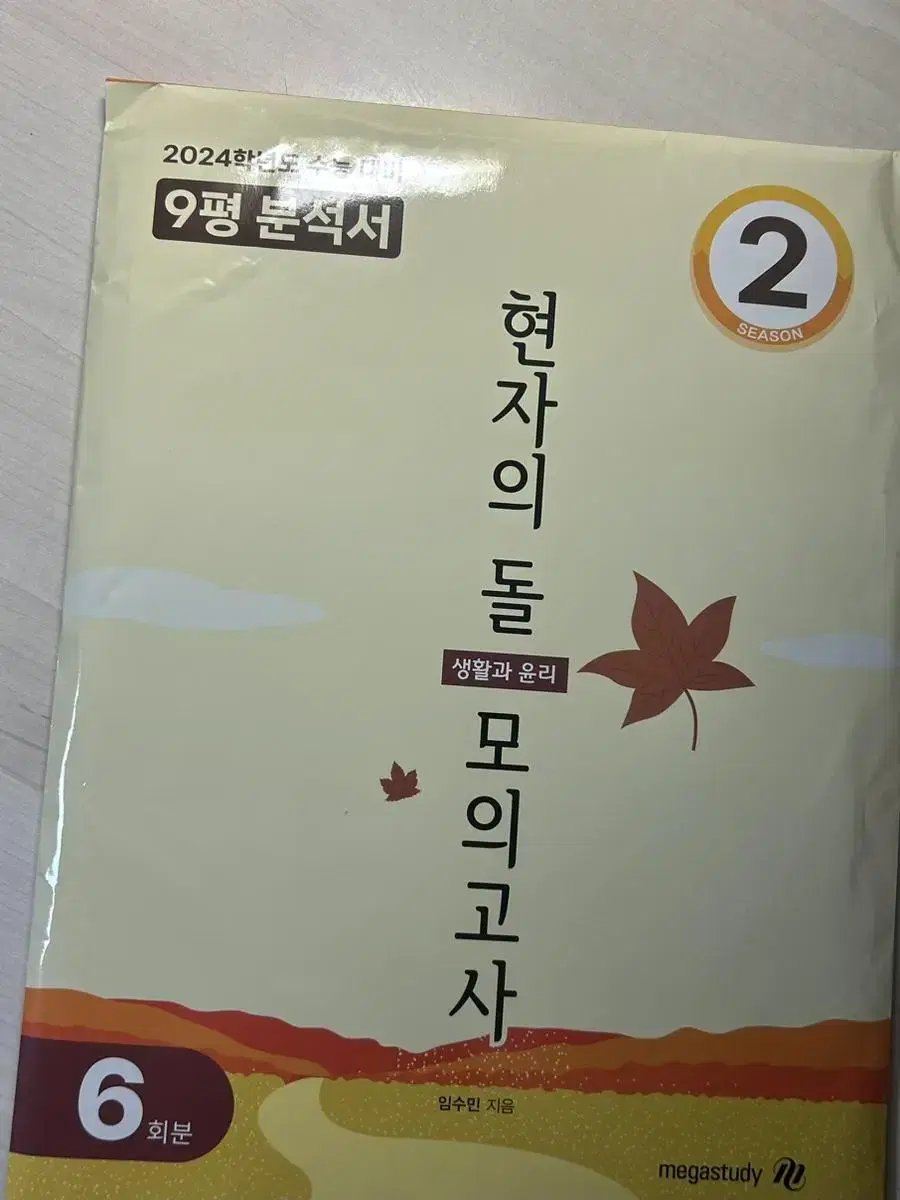 2024학년도 수능 대비
9평 분석서
2
SEASON
현자의 돌
생활과 윤리
모의고사
6회분
임수민 지음
megastudy